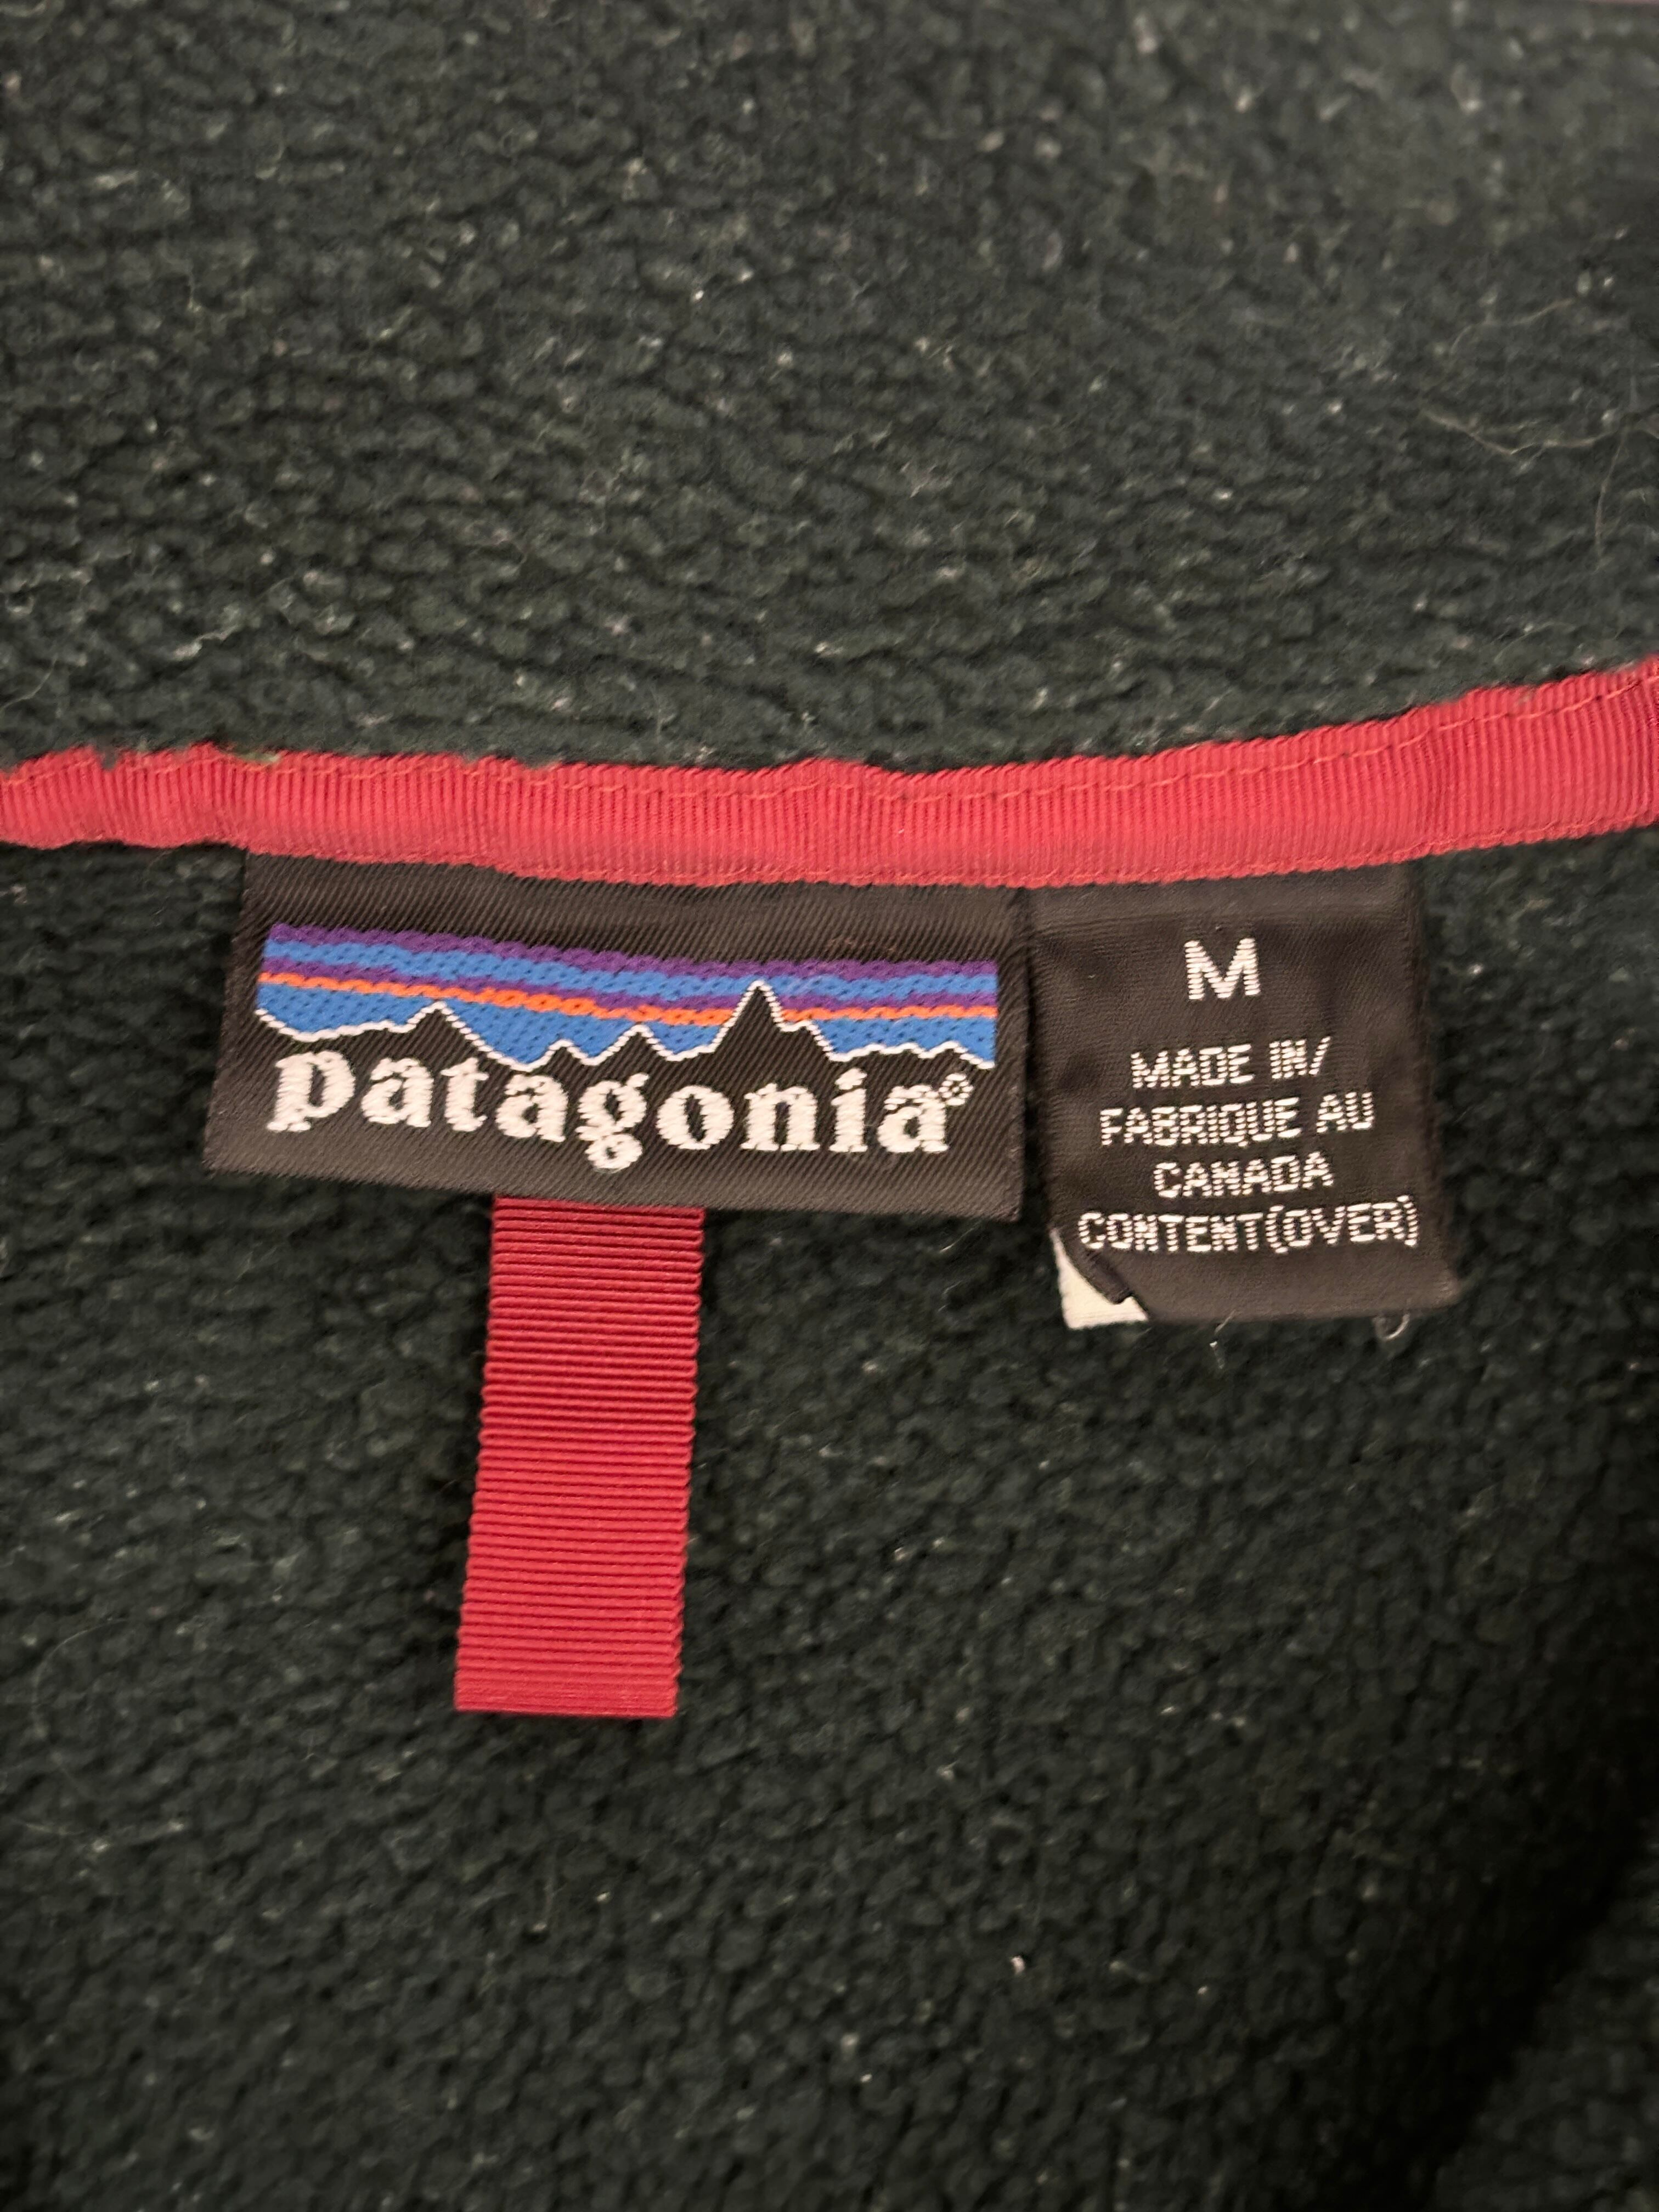 patagonia®
M
MADE IN/
FABRIQUE AU
CANADA
CONTENT(OVER)